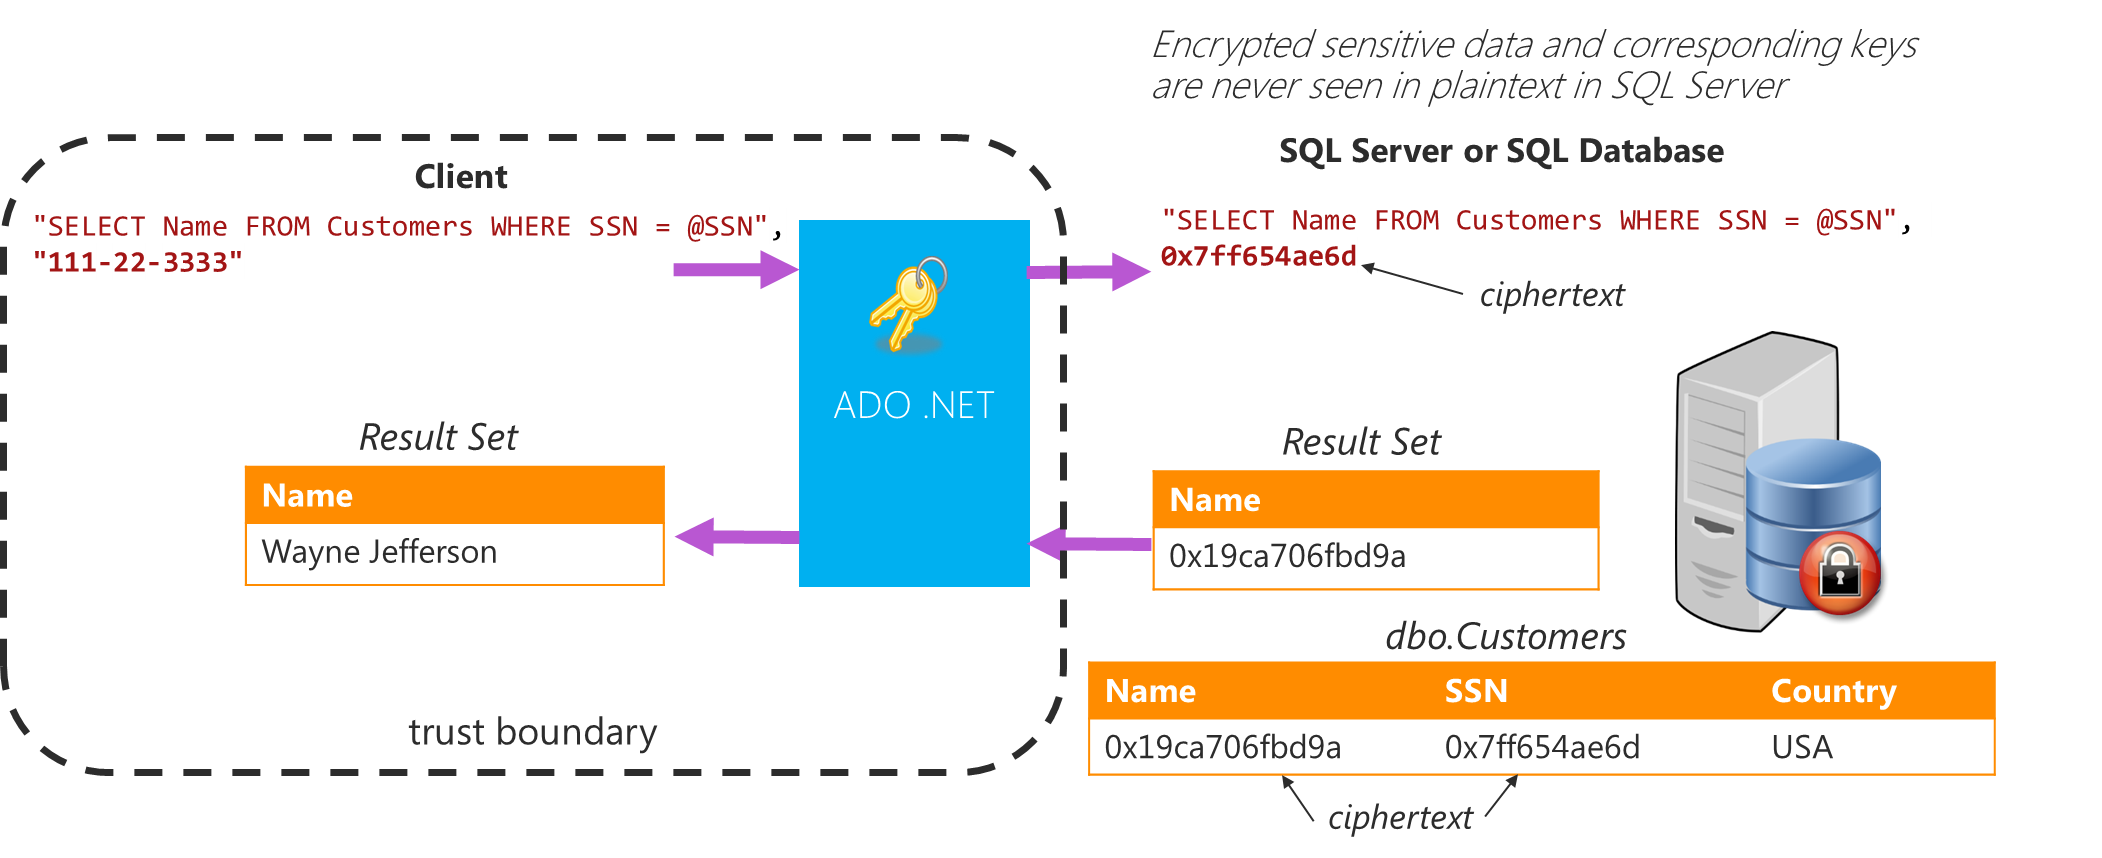 Encrypted sensitive data and corresponding keys
are never seen in plaintext in SQL Server
Client
"SELECT Name FROM Customers WHERE SSN = @SSN",
"111-22-3333"
ADO .NET
SQL Server or SQL Database
"SELECT Name FROM Customers WHERE SSN = @SSN",
0x7ff654ae6d
ciphertext
Result Set
Name
Wayne Jefferson
Result Set
Name
0x19ca706fbd9a
trust boundary
dbo.Customers
Name SSN Country
0x19ca706fbd9a 0x7ff654ae6d USA
ciphertext